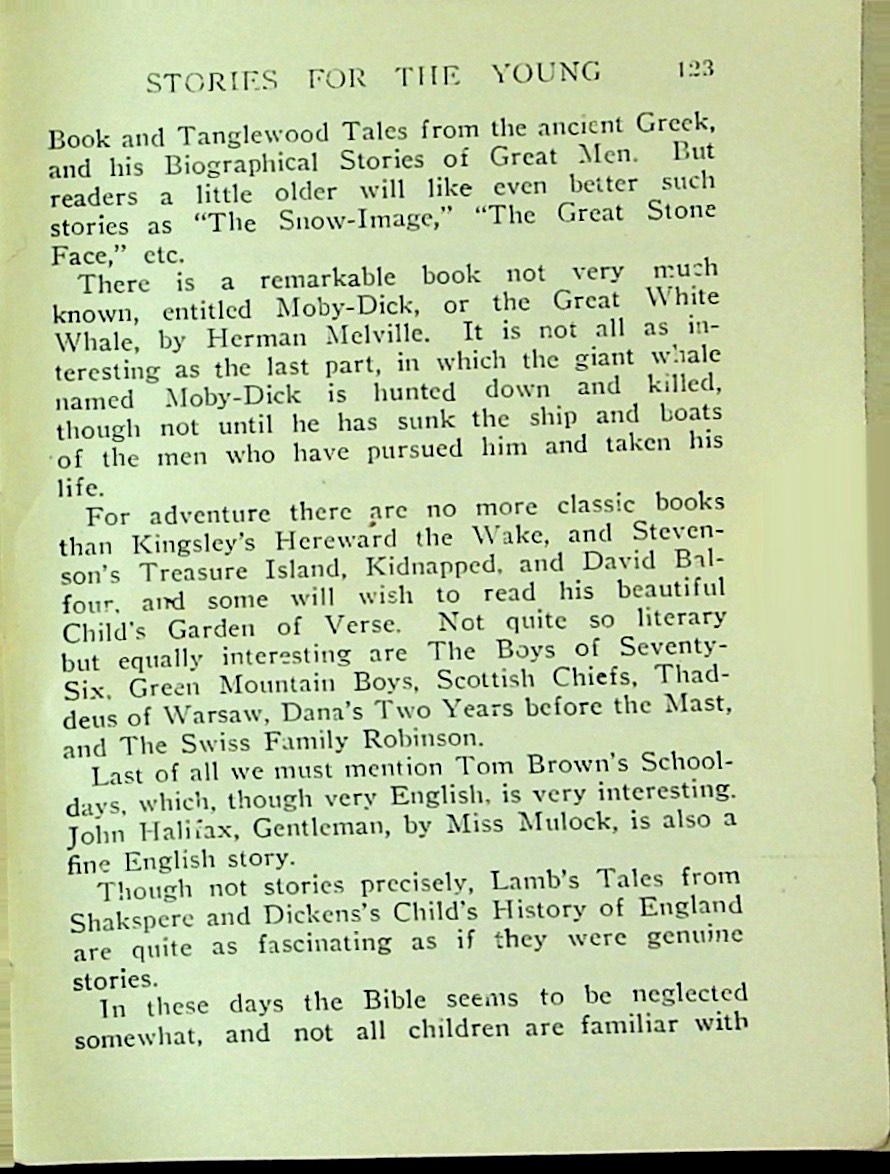 STORIES FOR THE YOUNG 123
Book and Tanglewood Tales from the ancient Greek,
and his Biographical Stories of Great Men. But
readers a little older will like even better such
stories as “The Snow-Image,” “The Great Stone
Face,” etc.
There is a remarkable book not very much
known, entitled Moby-Dick, or the Great White
Whale, by Herman Melville. It is not all as in-
teresting as the last part, in which the giant whale
named Moby-Dick is hunted down and killed,
though not until he has sunk the ship and boats
of the men who have pursued him and taken his
life.
For adventure there are no more classic books
than Kingsley’s Hereward the Wake, and Steven-
son’s Treasure Island, Kidnapped, and David Bal-
four, and some will wish to read his beautiful
Child’s Garden of Verse. Not quite so literary
but equally interesting are The Boys of Seventy-
Six, Green Mountain Boys, Scottish Chiefs, Thad-
deus of Warsaw, Dana’s Two Years before the Mast,
and The Swiss Family Robinson.
Last of all we must mention Tom Brown’s School-
days, which, though very English, is very interesting.
John Halifax, Gentleman, by Miss Mulock, is also a
fine English story.
Though not stories precisely, Lamb’s Tales from
Shakspere and Dickens’s Child’s History of England
are quite as fascinating as if they were genuine
stories.
In these days the Bible seems to be neglected
somewhat, and not all children are familiar with